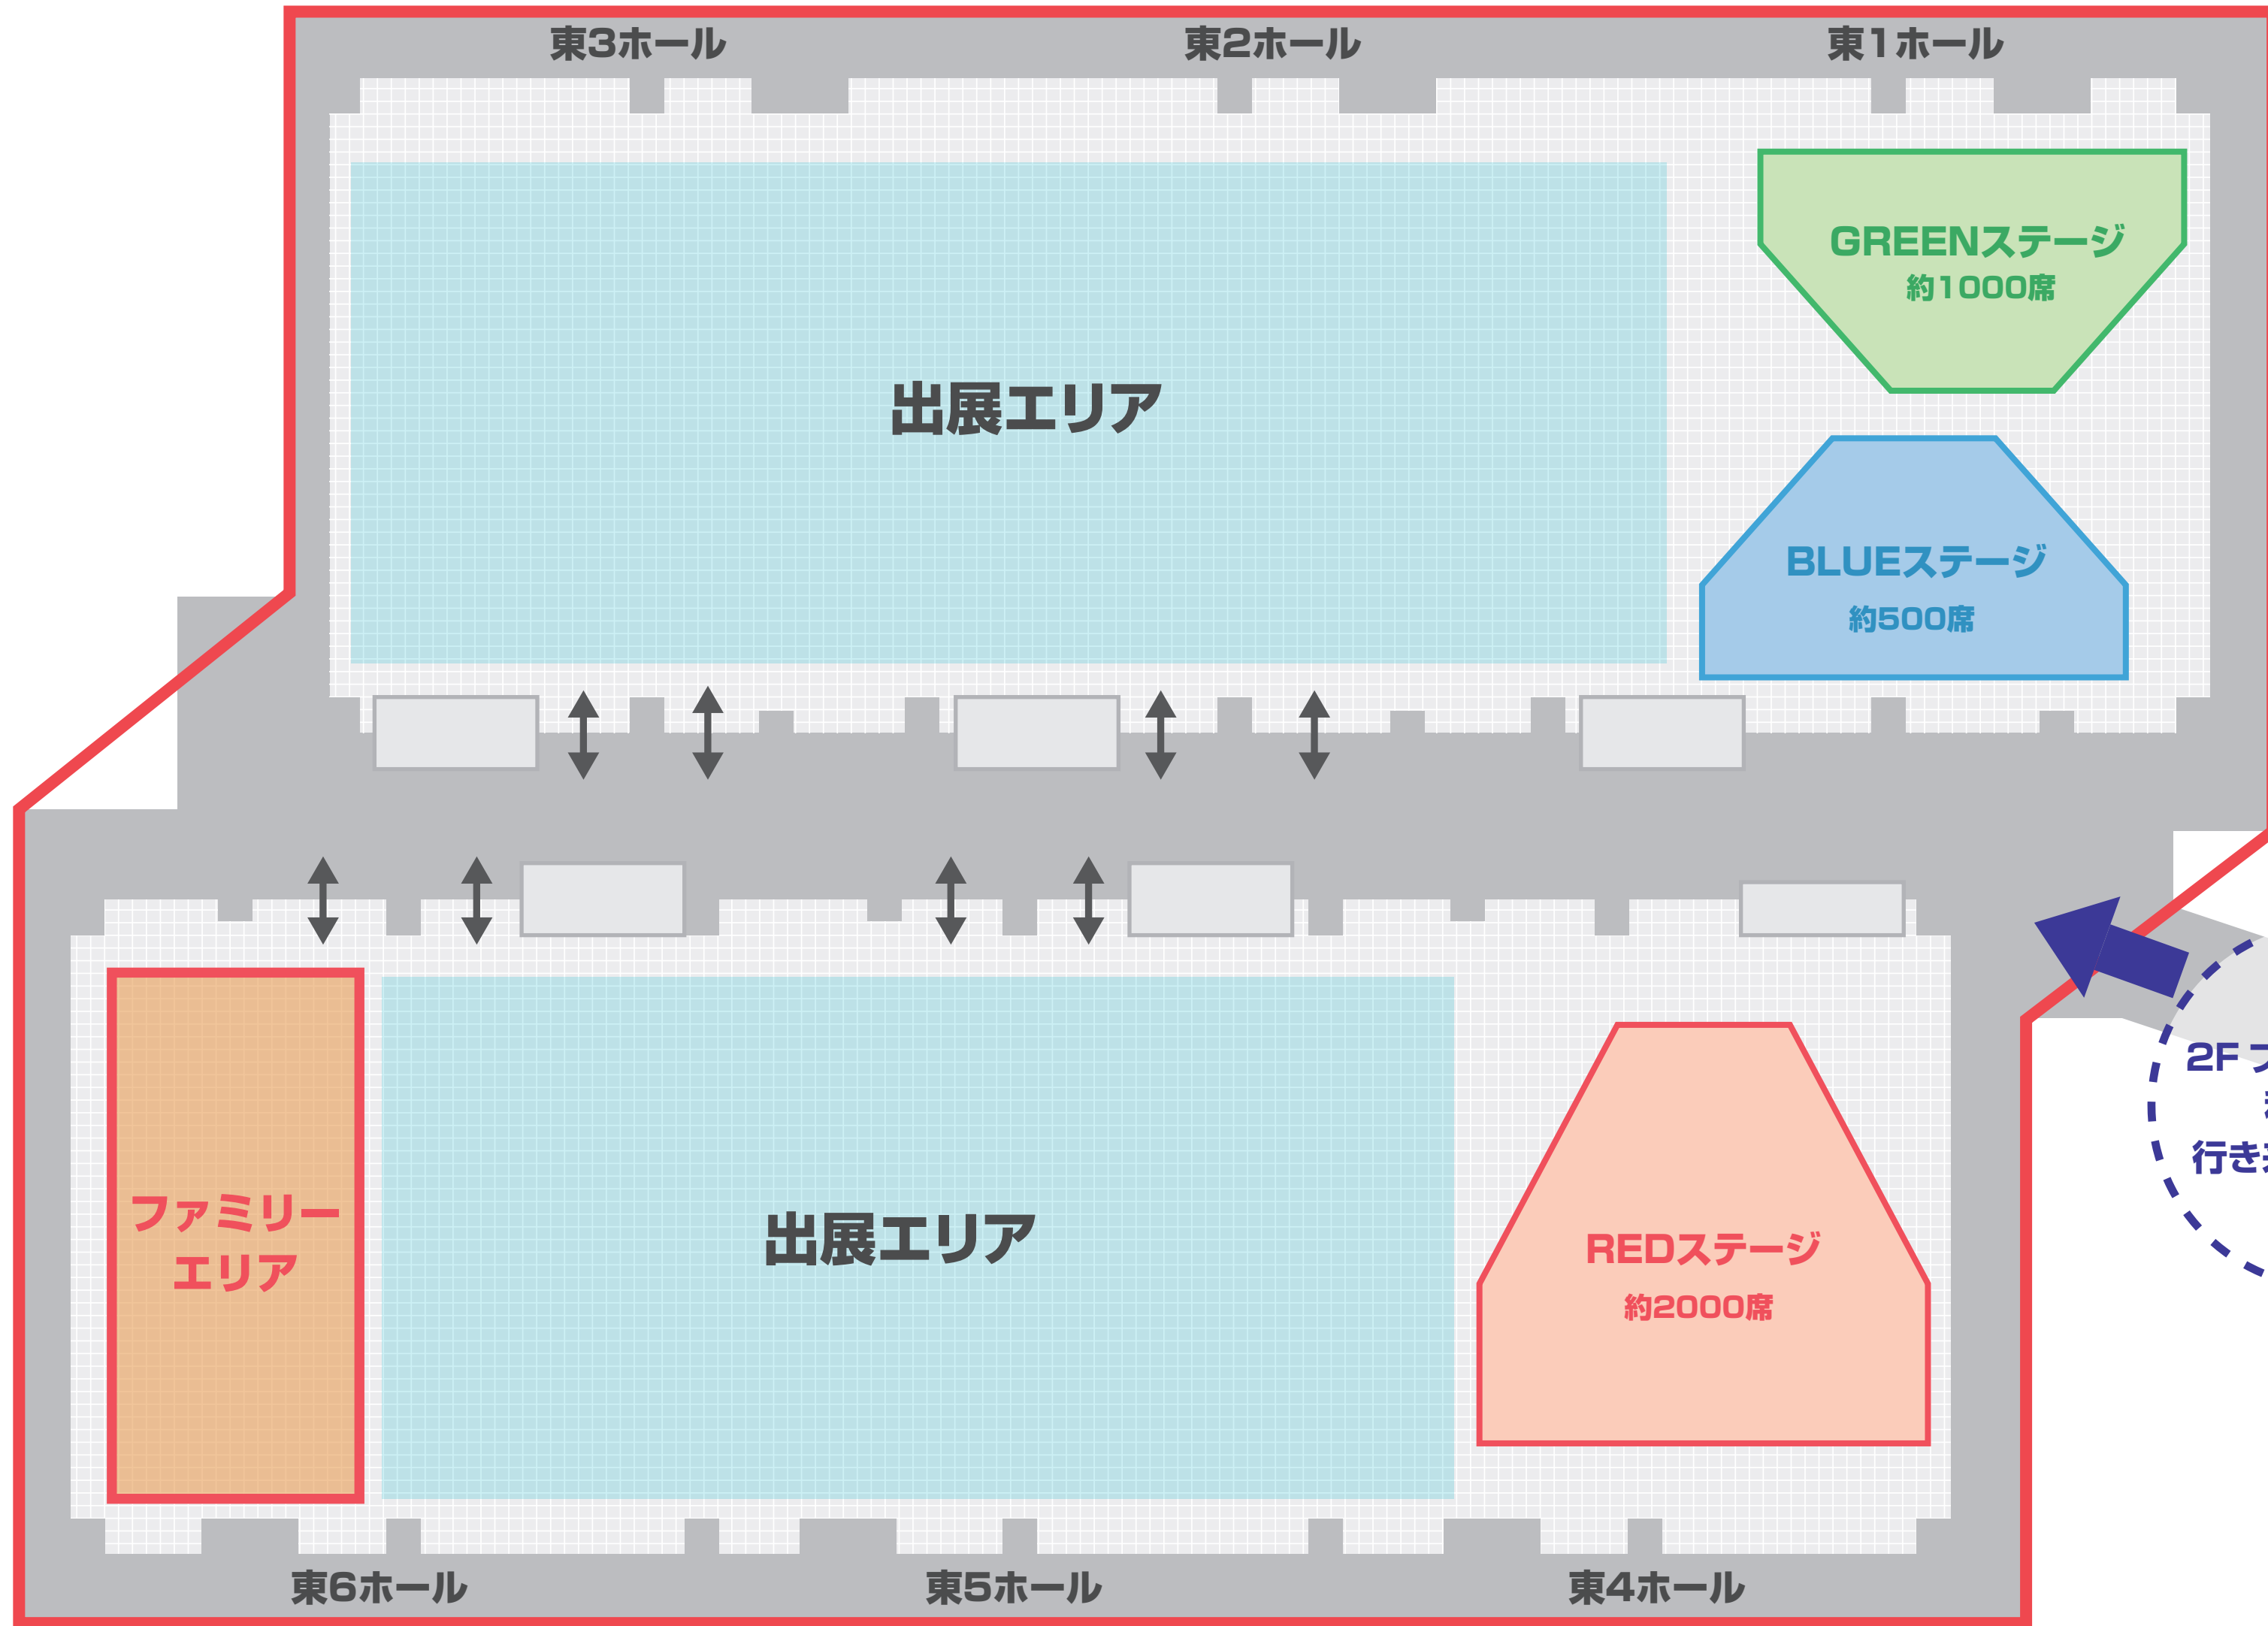 東3ホール
東2ホール
東1ホール
GREENステージ
約1000席
出展エリア
BLUEステージ
約500席
2F
行き
ファミリー
エリア
出展エリア
REDステージ
約2000席
東6ホール
東5ホール
東4ホール